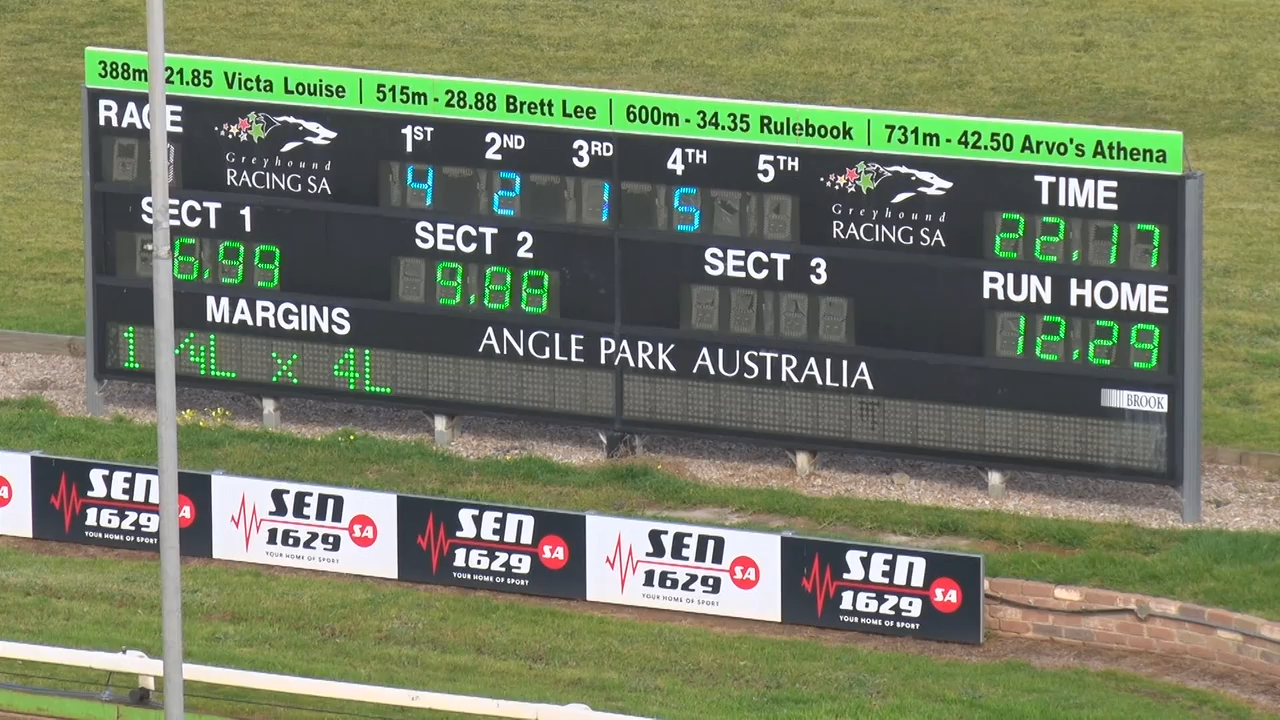 388m 21.85 Victa Louise | 515m - 28.88 Brett Lee | 600m - 34.35 Rulebook | 731m - 42.50 Arvo's Athena
RACE
Greyhound
RACING SA
1ST 2ND 3RD 4TH 5TH
4 2 1 5
Greyhound
RACING SA
TIME
22.17
SECT 1
6.99
SECT 2
9.88
SECT 3
RUN HOME
12.29
MARGINS
4L x 4L
ANGLE PARK AUSTRALIA
BROOK
SEN
1629
SA
YOUR HOME OF SPORT
SEN
1629
SA
YOUR HOME OF SPORT
SEN
1629
SA
YOUR HOME OF SPORT
SEN
1629
SA
YOUR HOME OF SPORT
SEN
1629
SA
YOUR HOME OF SPORT